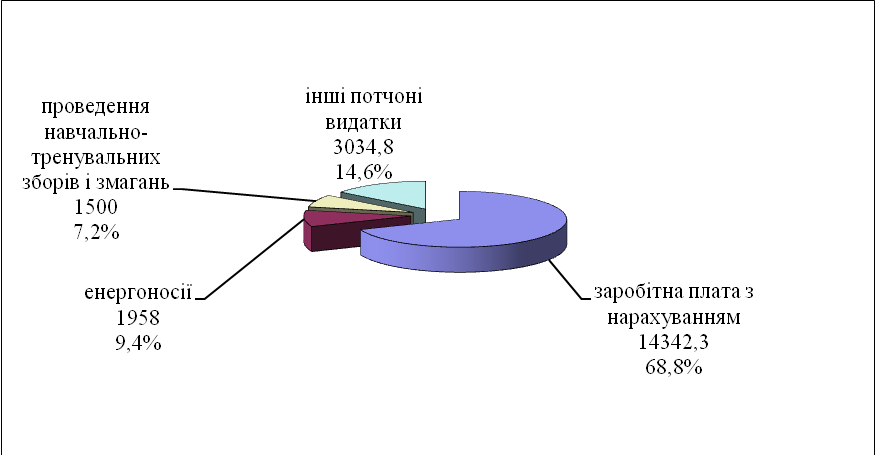 проведення
навчально-
тренувальних
зборів і змагань
1500
7,2%
інші потчоні
видатки
3034,8
14,6%
енергоносії
1958
9,4%
заробітна плата з
нарахуванням
14342,3
68,8%